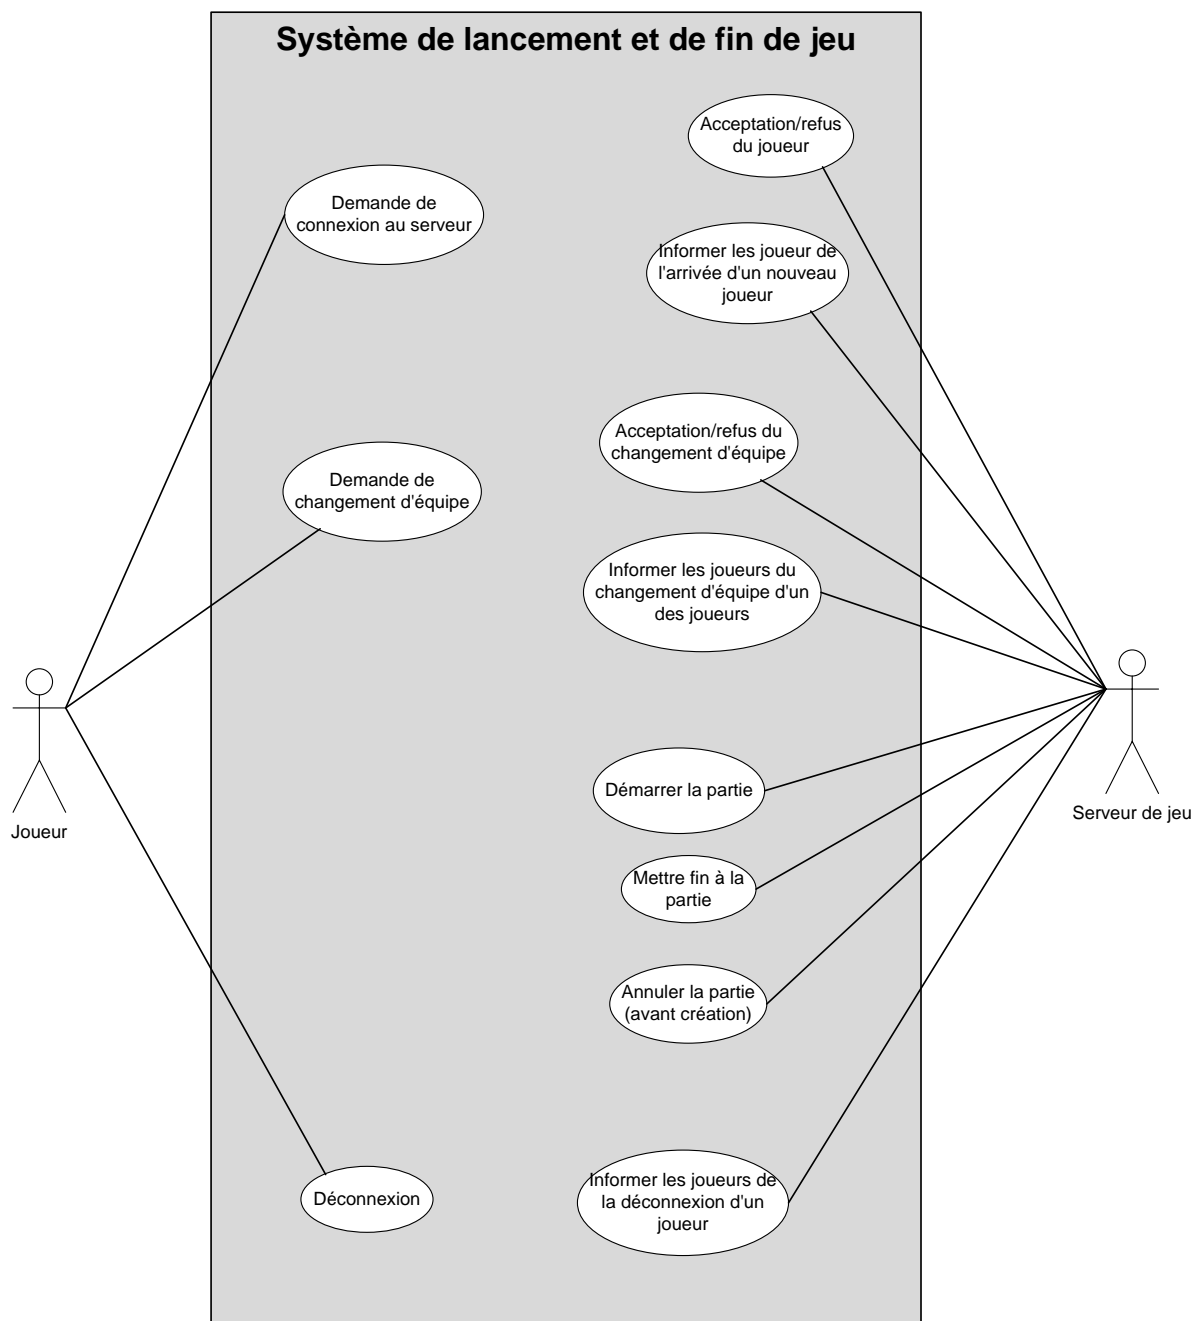 Système de lancement et de fin de jeu
Acceptation/refus
du joueur
Demande de
connexion au serveur
Informer les joueur de
l'arrivée d'un nouveau
joueur
Acceptation/refus du
changement d'équipe
Demande de
changement d'équipe
Informer les joueurs du
changement d'équipe d'un
des joueurs
Démarrer la partie
Joueur
Serveur de jeu
Mettre fin à la
partie
Annuler la partie
(avant création)
Déconnexion
Informer les joueurs de
la déconnexion d'un
joueur